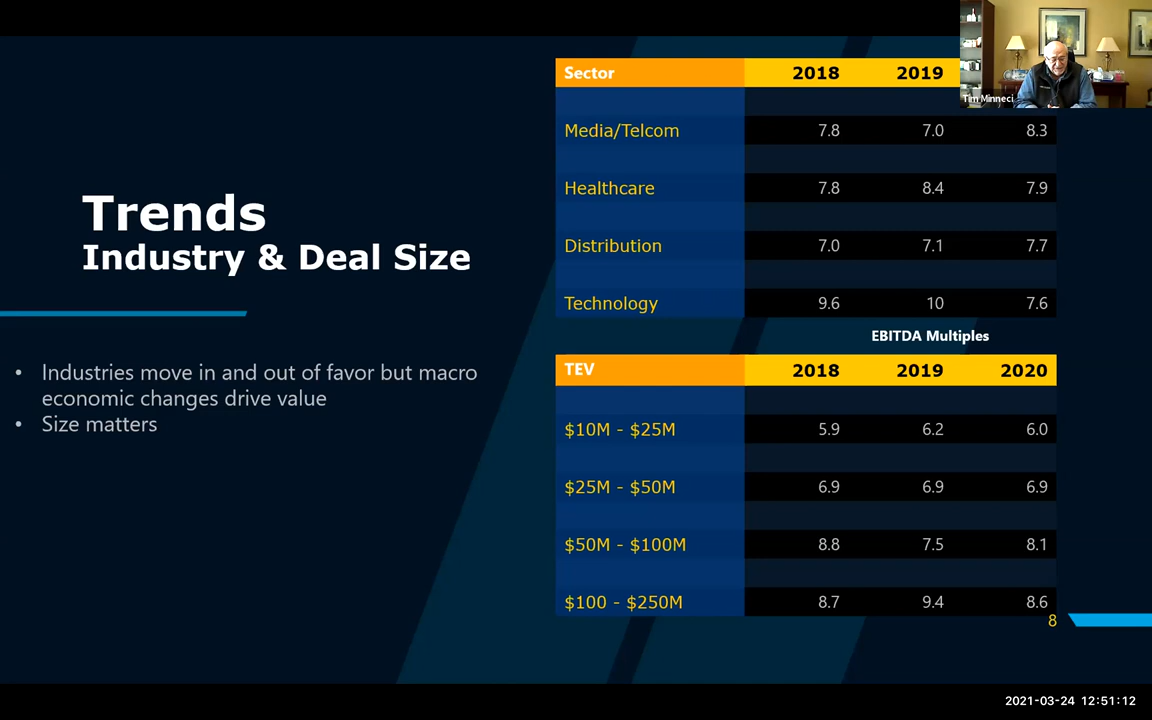 Trends
Industry & Deal Size
• Industries move in and out of favor but macro
economic changes drive value
• Size matters
Sector 2018 2019
Media/Telcom 7.8 7.0 8.3
Healthcare 7.8 8.4 7.9
Distribution 7.0 7.1 7.7
Technology 9.6 10 7.6
EBITDA Multiples
TEV 2018 2019 2020
$10M - $25M 5.9 6.2 6.0
$25M - $50M 6.9 6.9 6.9
$50M - $100M 8.8 7.5 8.1
$100 - $250M 8.7 9.4 8.6
8
Tim Minneci
2021-03-24 12:51:12